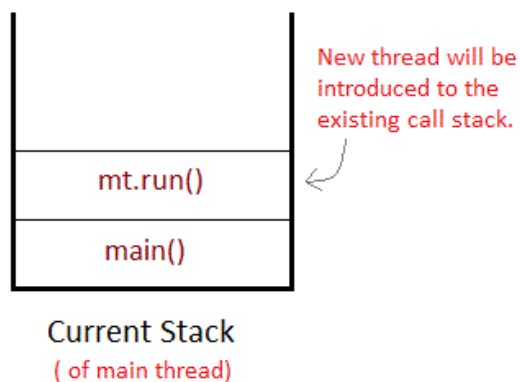 New thread will be
introduced to the
existing call stack.
mt.run()
main()
Current Stack
( of main thread)